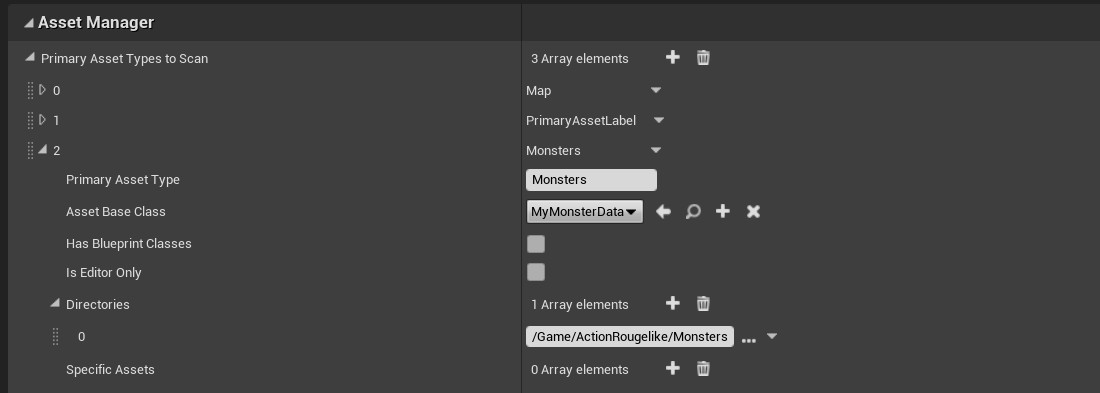 Asset Manager
Primary Asset Types to Scan 3 Array elements
0 Map
1 PrimaryAssetLabel
2 Monsters
Primary Asset Type Monsters
Asset Base Class MyMonsterData
Has Blueprint Classes
Is Editor Only
Directories 1 Array elements
0 /Game/ActionRougelike/Monsters ...
Specific Assets 0 Array elements